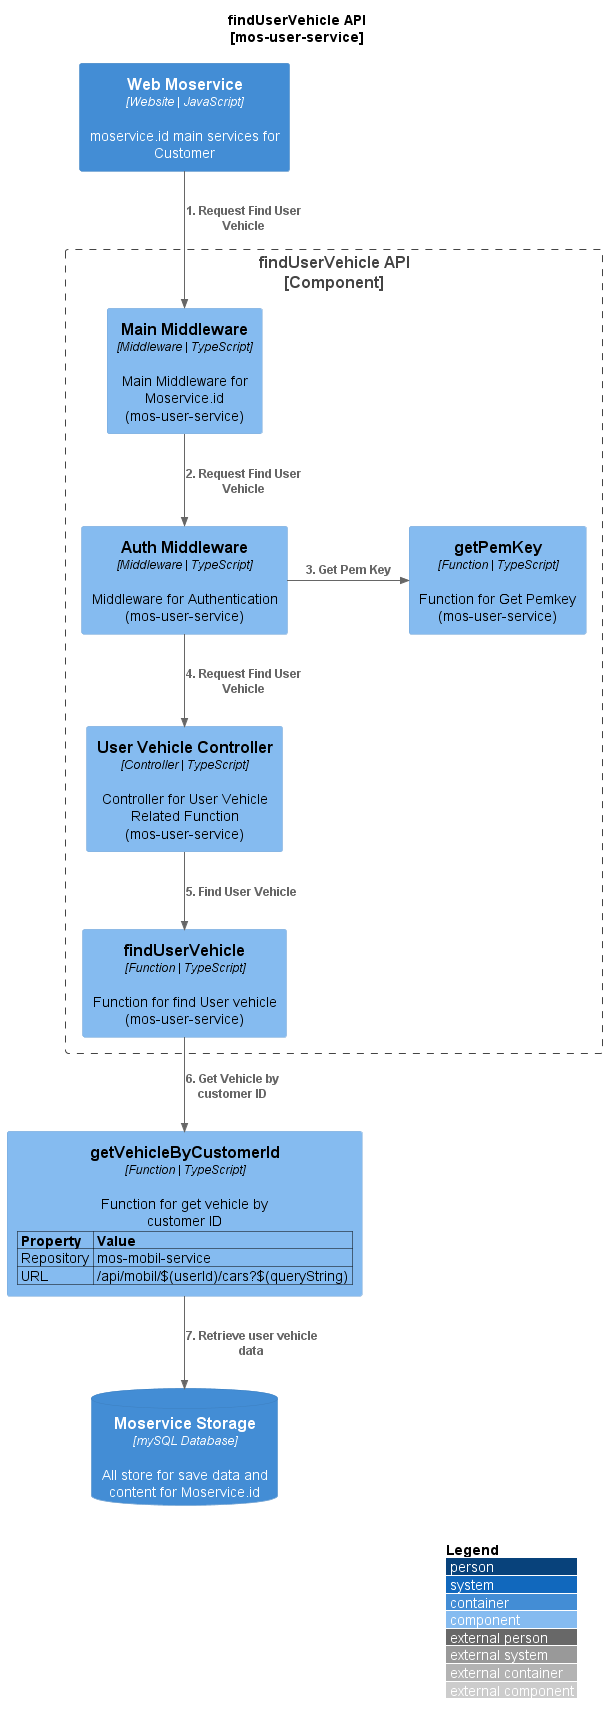 findUserVehicle API
[mos-user-service]
Web Moservice
[Website | JavaScript]
moservice.id main services for
Customer
1. Request Find User
Vehicle
findUserVehicle API
[Component]
Main Middleware
[Middleware | TypeScript]
Main Middleware for
Moservice.id
(mos-user-service)
2. Request Find User
Vehicle
Auth Middleware
[Middleware | TypeScript]
Middleware for Authentication
(mos-user-service)
3. Get Pem Key
getPemKey
[Function | TypeScript]
Function for Get Pemkey
(mos-user-service)
4. Request Find User
Vehicle
User Vehicle Controller
[Controller | TypeScript]
Controller for User Vehicle
Related Function
(mos-user-service)
5. Find User Vehicle
findUserVehicle
[Function | TypeScript]
Function for find User vehicle
(mos-user-service)
6. Get Vehicle by
customer ID
getVehicleByCustomerId
[Function | TypeScript]
Function for get vehicle by
customer ID
Property Value
Repository mos-mobil-service
URL /api/mobil/$(userId)/cars?$(queryString)
7. Retrieve user vehicle
data
Moservice Storage
[mySQL Database]
All store for save data and
content for Moservice.id
Legend
person
system
container
component
external person
external system
external container
external component